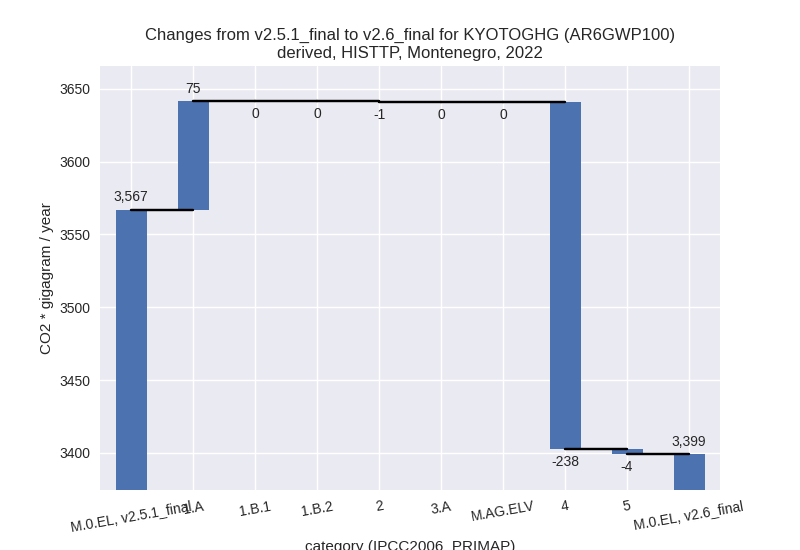 Changes from v2.5.1_final to v2.6_final for KYOTOGHG (AR6GWP100)
derived, HISTTP, Montenegro, 2022
CO2 * gigagram / year
3650
3600
3550
3500
3450
3400
3,567
75
0
0
-1
0
0
-238
-4
3,399
M.0.EL, v2.5.1_final
1.A
1.B.1
1.B.2
2
3.A
M.AG.ELV
4
5
M.0.EL, v2.6_final
category (IPCC2006_PRIMAP)